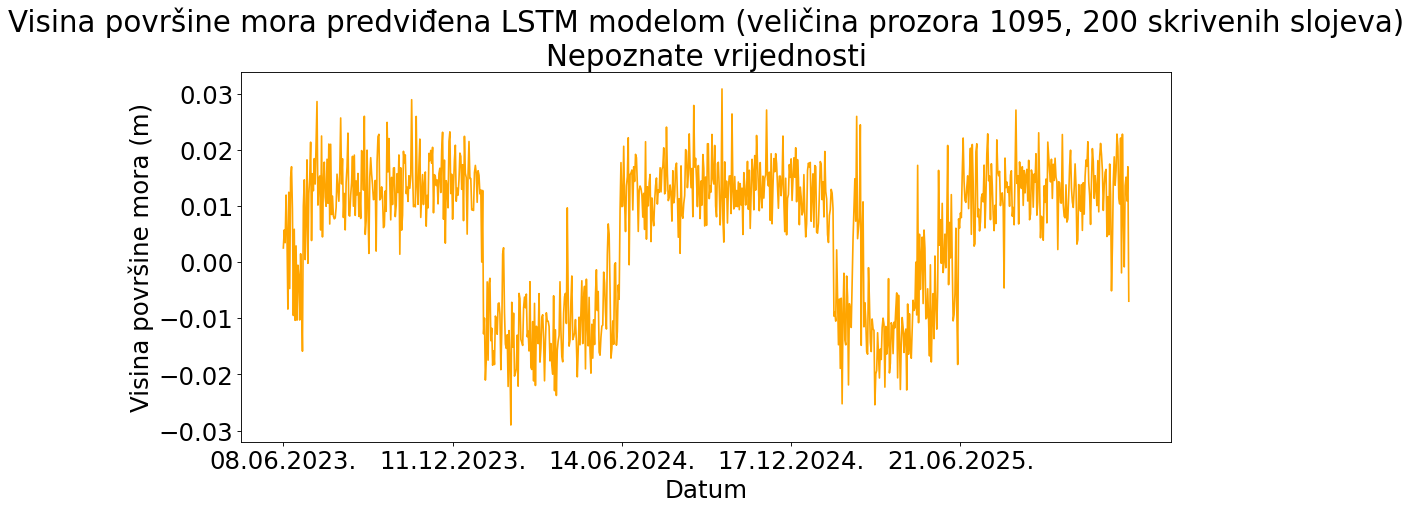 Visina površine mora predviđena LSTM modelom (veličina prozora 1095, 200 skrivenih slojeva)
Nepoznate vrijednosti
Visina površine mora (m)
0.03
0.02
0.01
0.00
−0.01
−0.02
−0.03
08.06.2023. 11.12.2023. 14.06.2024. 17.12.2024. 21.06.2025.
Datum